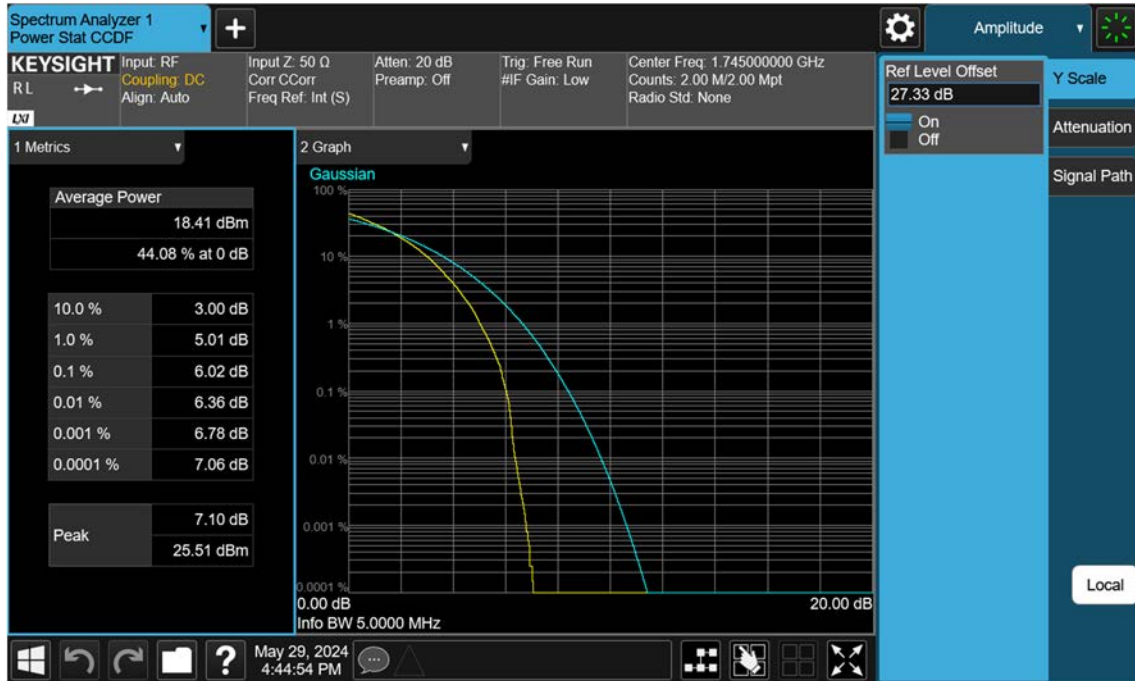 Spectrum Analyzer 1
Power Stat CCDF
Amplitude
KEYSIGHT
R L
LXI
Input: RF
Coupling: DC
Align: Auto
Input Z: 50 Ω
Corr CCorr
Freq Ref: Int (S)
Atten: 20 dB
Preamp: Off
Trig: Free Run
#IF Gain: Low
Center Freq: 1.745000000 GHz
Counts: 2.00 M/2.00 Mpt
Radio Std: None
Ref Level Offset
27.33 dB
On
Off
Y Scale
Attenuation
Signal Path
1 Metrics
Average Power
18.41 dBm
44.08 % at 0 dB
10.0 % 3.00 dB
1.0 % 5.01 dB
0.1 % 6.02 dB
0.01 % 6.36 dB
0.001 % 6.78 dB
0.0001 % 7.06 dB
Peak
7.10 dB
25.51 dBm
2 Graph
Gaussian
100 %
10 %
1 %
0.1 %
0.01 %
0.001 %
0.0001 %
0.00 dB 20.00 dB
Info BW 5.0000 MHz
Local
?
May 29, 2024
4:44:54 PM